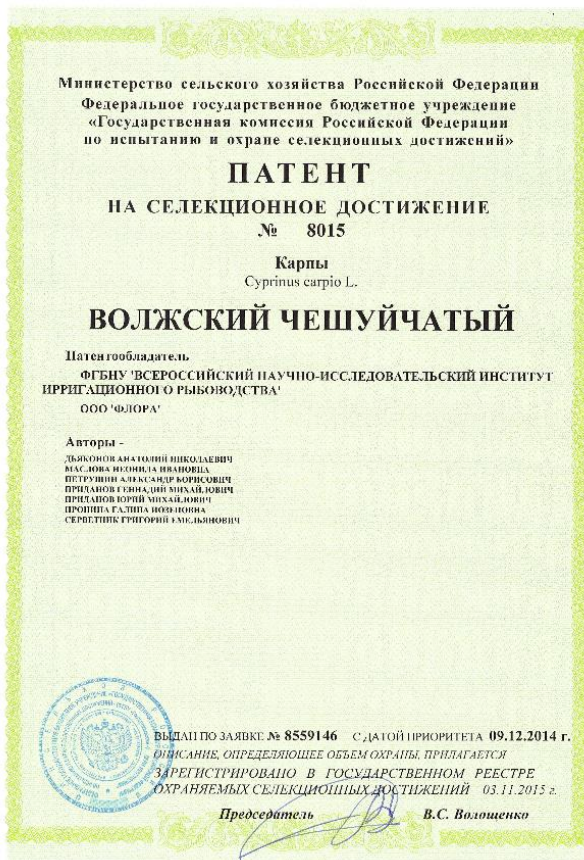 Министерство сельского хозяйства Российской Федерации
Федеральное государственное бюджетное учреждение
«Государственная комиссия Российской Федерации
по испытанию и охране селекционных достижений»
ПАТЕНТ
НА СЕЛЕКЦИОННОЕ ДОСТИЖЕНИЕ
№ 8015
Карпы
Cyprinus carpio L.
ВОЛЖСКИЙ ЧЕШУЙЧАТЫЙ
Патентообладатель
ФГБНУ 'ВСЕРОССИЙСКИЙ НАУЧНО-ИССЛЕДОВАТЕЛЬСКИЙ ИНСТИТУТ
ИРРИГАЦИОННОГО РЫБОВОДСТВА'
ООО 'ФЛОРА'
Авторы -
ДЬЯКОНОВ АНАТОЛИЙ НИКОЛАЕВИЧ
МАСЛОВА НЕОНИЛА ИВАНОВНА
ПЕТРУШИН АЛЕКСАНДР БОРИСОВИЧ
ПРИДАНОВ ГЕННАДИЙ МИХАЙЛОВИЧ
ПРИДАНОВ ЮРИЙ МИХАЙЛОВИЧ
ПРОНИНА ГАЛИНА ИОЗЕПОВНА
СЕРВЕТНИК ГРИГОРИЙ ЕМЕЛЬЯНОВИЧ
ВЫДАН ПО ЗАЯВКЕ № 8559146 С ДАТОЙ ПРИОРИТЕТА 09.12.2014 г.
ОПИСАНИЕ, ОПРЕДЕЛЯЮЩЕЕ ОБЪЕМ ОХРАНЫ, ПРИЛАГАЕТСЯ
ЗАРЕГИСТРИРОВАНО В ГОСУДАРСТВЕННОМ РЕЕСТРЕ
ОХРАНЯЕМЫХ СЕЛЕКЦИОННЫХ ДОСТИЖЕНИЙ 03.11.2015 г.
Председатель В.С. Волощенко